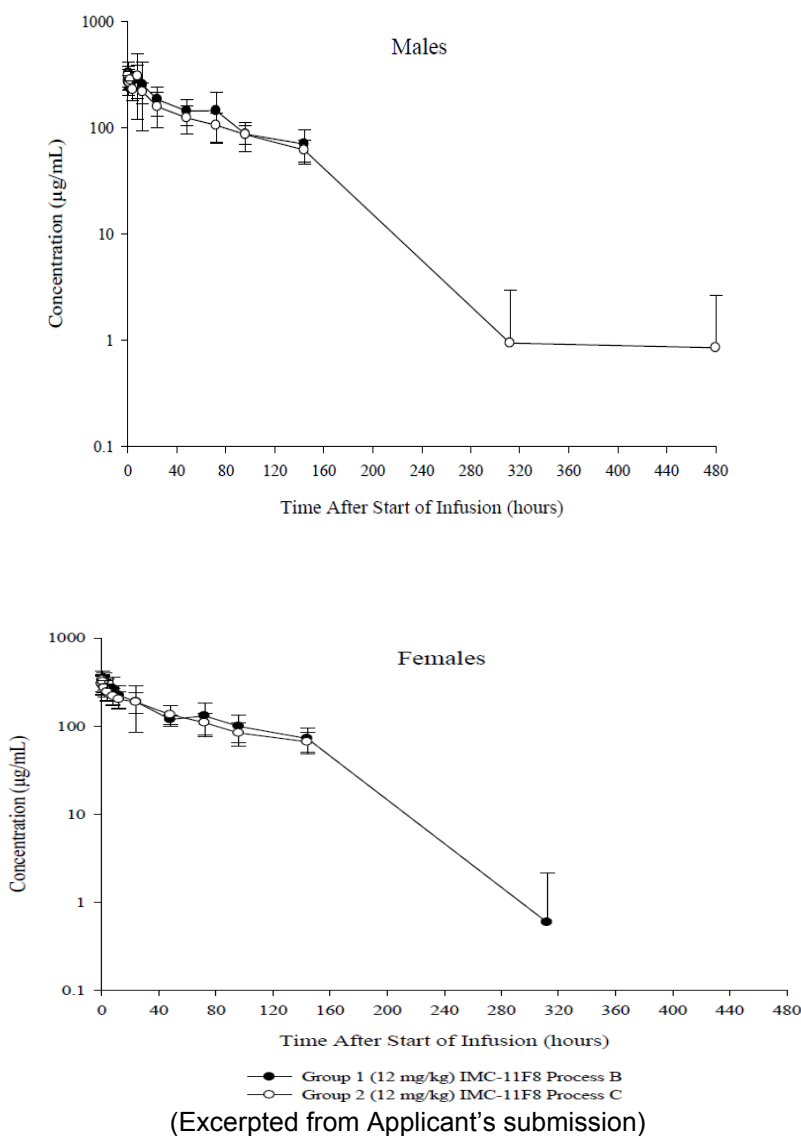 Males
Concentration (µg/mL)
1000
100
10
1
0.1
0 40 80 120 160 200 240 280 320 360 400 440 480
Time After Start of Infusion (hours)
Females
Concentration (µg/mL)
1000
100
10
1
0.1
0 40 80 120 160 200 240 280 320 360 400 440 480
Time After Start of Infusion (hours)
Group 1 (12 mg/kg) IMC-11F8 Process B
Group 2 (12 mg/kg) IMC-11F8 Process C
(Excerpted from Applicant's submission)